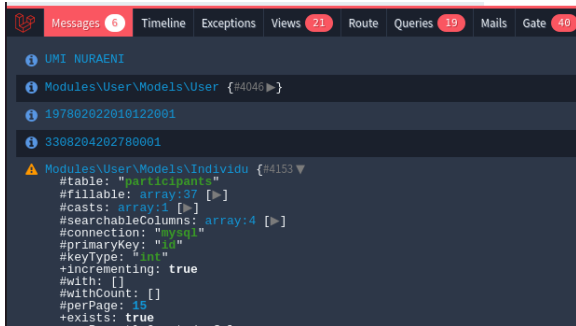 Messages 6 Timeline Exceptions Views 21 Route Queries 19 Mails Gate 40
UMI NURAENI
Modules\User\Models\User {#4046▶}
197802022010122001
3308204202780001
Modules\User\Models\Individu {#4153▼
#table: "participants"
#fillable: array:37 [▶]
#casts: array:1 [▶]
#searchableColumns: array:4 [▶]
#connection: "mysql"
#primaryKey: "id"
#keyType: "int"
+incrementing: true
#with: []
#withCount: []
#perPage: 15
+exists: true